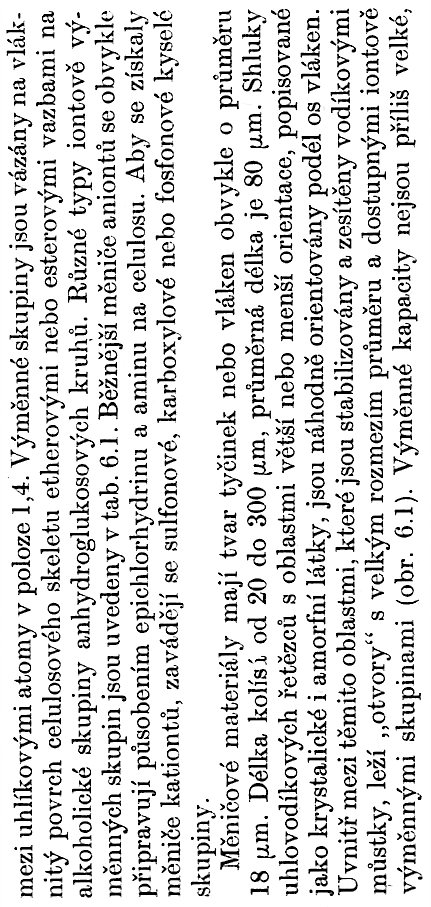 mezi uhlíkovými atomy v poloze 1,4. Výměnné skupiny jsou vázány na vlák-
nitý povrch celulosového skeletu etherovými nebo esterovými vazbami na
alkoholické skupiny anhydroglukosových kruhů. Různé typy iontově vý-
měnných skupin jsou uvedeny v tab. 6.1. Běžnější měniče aniontů se obvykle
připravují působením epichlorhydrinu a aminu na celulosu. Aby se získaly
měniče kationtů, zavádějí se sulfonové, karboxylové nebo fosfonové kyselé
skupiny.
Měničové materiály mají tvar tyčinek nebo vláken obvykle o průměru
18 μm. Délka kolísí od 20 do 300 μm, průměrná délka je 80 μm. Shluky
uhlovodíkových řetězců s oblastmi větší nebo menší orientace, popisované
jako krystalické i amorfní látky, jsou náhodně orientovány podél os vláken.
Uvnitř mezi těmito oblastmi, které jsou stabilizovány a zesítěny vodíkovými
můstky, leží „otvory“ s velkým rozmezím průměru a dostupnými iontově
výměnnými skupinami (obr. 6.1). Výměnné kapacity nejsou příliš velké,